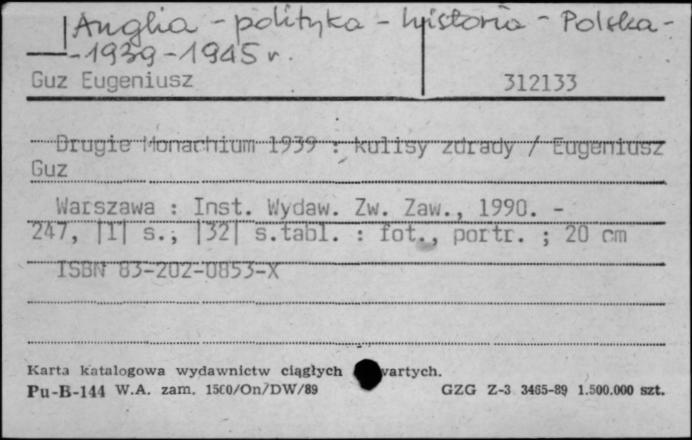 Anglia - polityka - historia - Polska -
- 1939 - 1945 r.
Guz Eugeniusz 312133
Drugie Monachium 1939 : kulisy zdrady / Eugeniusz
Guz
Warszawa : Inst. Wydaw. Zw. Zaw., 1990. -
247, |1| s., |32| s.tabl. : fot., portr. ; 20 cm
ISBN 83-202-0853-X
Karta katalogowa wydawnictw ciągłych vartych.
Pu-B-144 W.A. zam. 1500/On/DW/89 GZG Z-3 3465-89 1.500.000 szt.